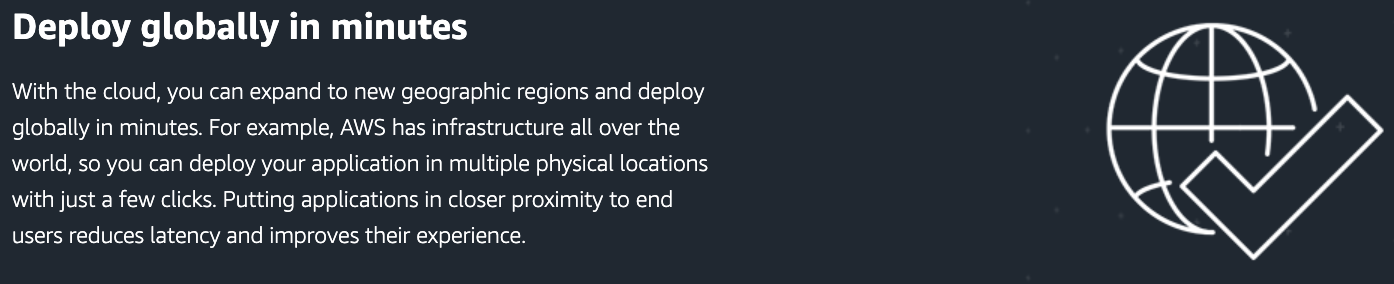 Deploy globally in minutes
With the cloud, you can expand to new geographic regions and deploy
globally in minutes. For example, AWS has infrastructure all over the
world, so you can deploy your application in multiple physical locations
with just a few clicks. Putting applications in closer proximity to end
users reduces latency and improves their experience.